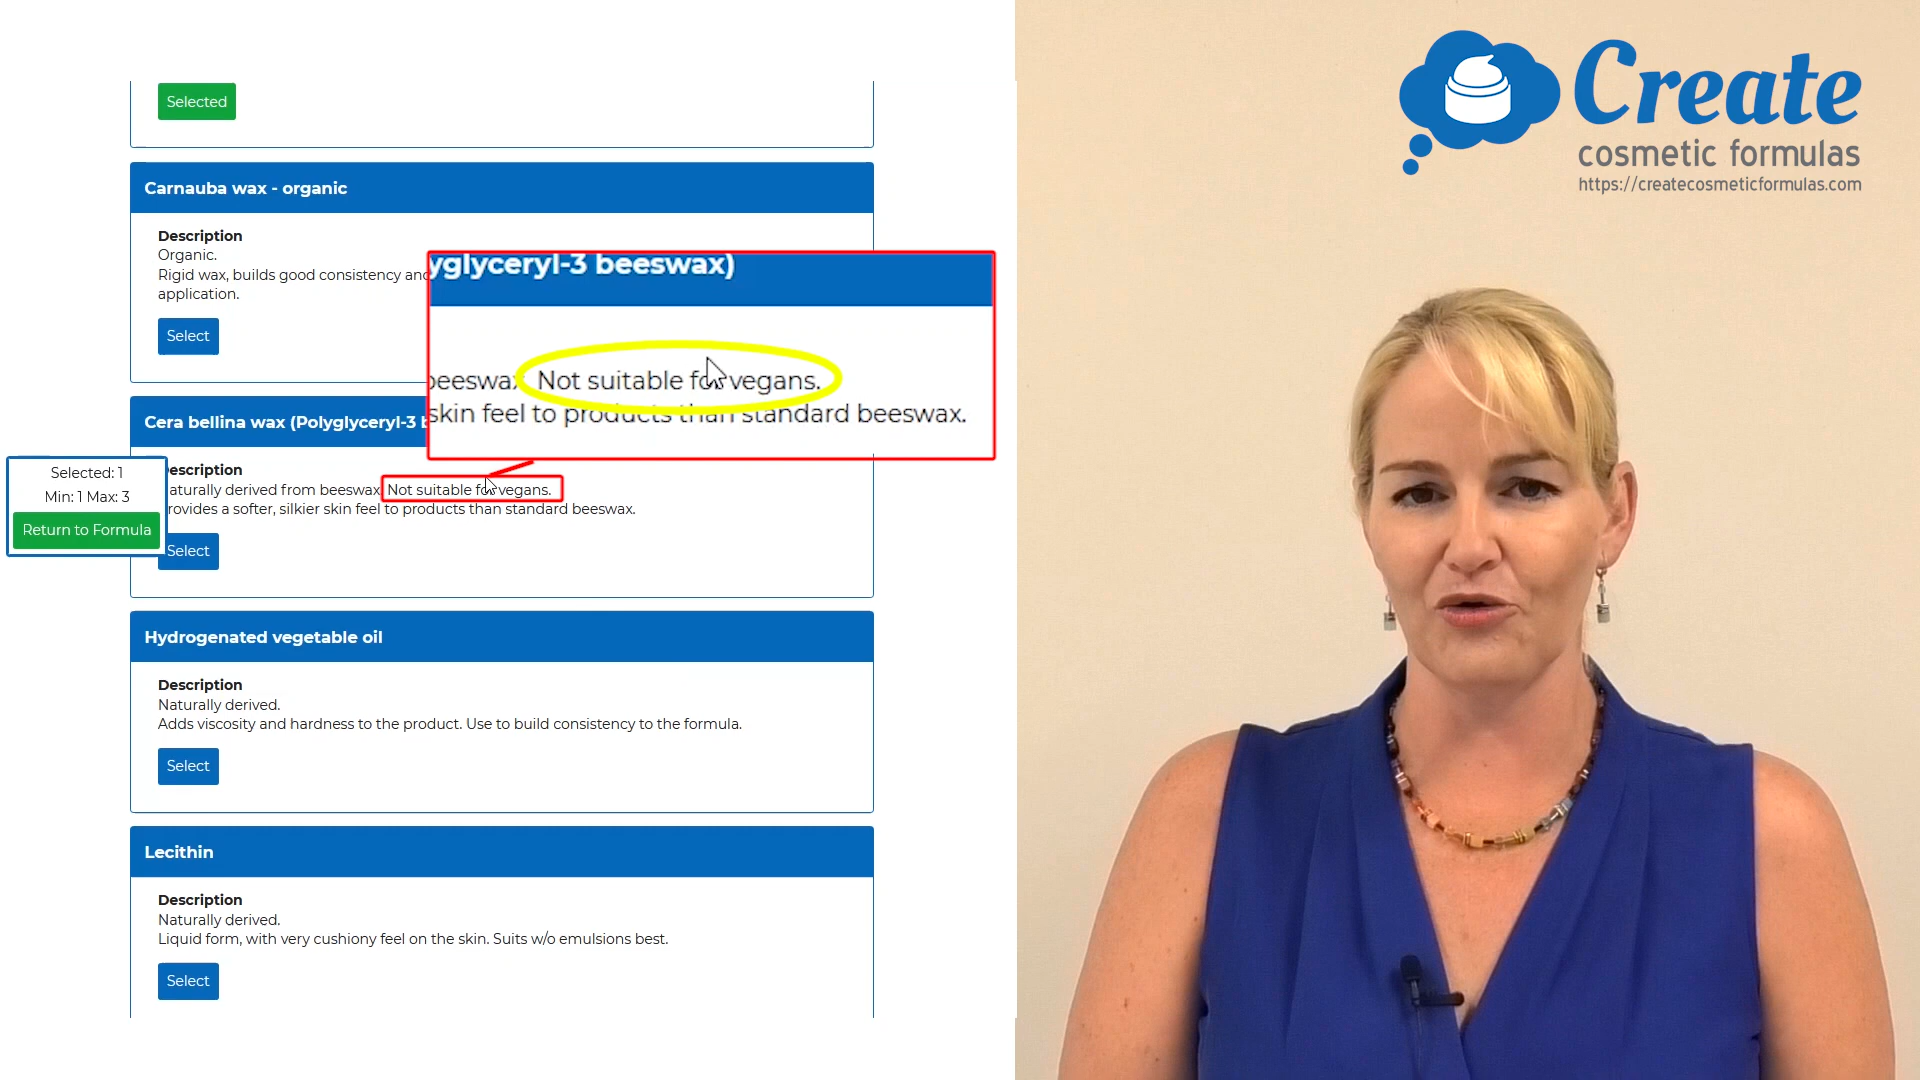 Selected
Carnauba wax - organic
Description
Organic.
Rigid wax, builds good consistency and
application.
Select
yglyceryl-3 beeswax)
beeswax. Not suitable for vegans.
skin feel to products than standard beeswax.
Cera bellina wax (Polyglyceryl-3 b
Description
aturally derived from beeswax. Not suitable for vegans.
rovides a softer, silkier skin feel to products than standard beeswax.
Select
Selected: 1
Min: 1 Max: 3
Return to Formula
Hydrogenated vegetable oil
Description
Naturally derived.
Adds viscosity and hardness to the product. Use to build consistency to the formula.
Select
Lecithin
Description
Naturally derived.
Liquid form, with very cushiony feel on the skin. Suits w/o emulsions best.
Select
Create
cosmetic formulas
https://createcosmeticformulas.com